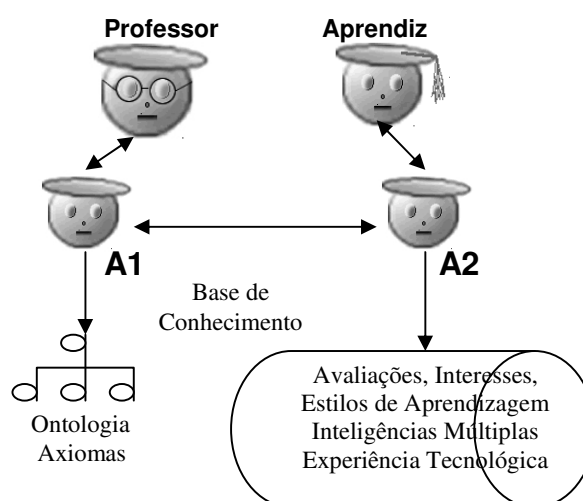 Professor
Aprendiz
A1
A2
Base de
Conhecimento
Ontologia
Axiomas
Avaliações, Interesses,
Estilos de Aprendizagem
Inteligências Múltiplas
Experiência Tecnológica